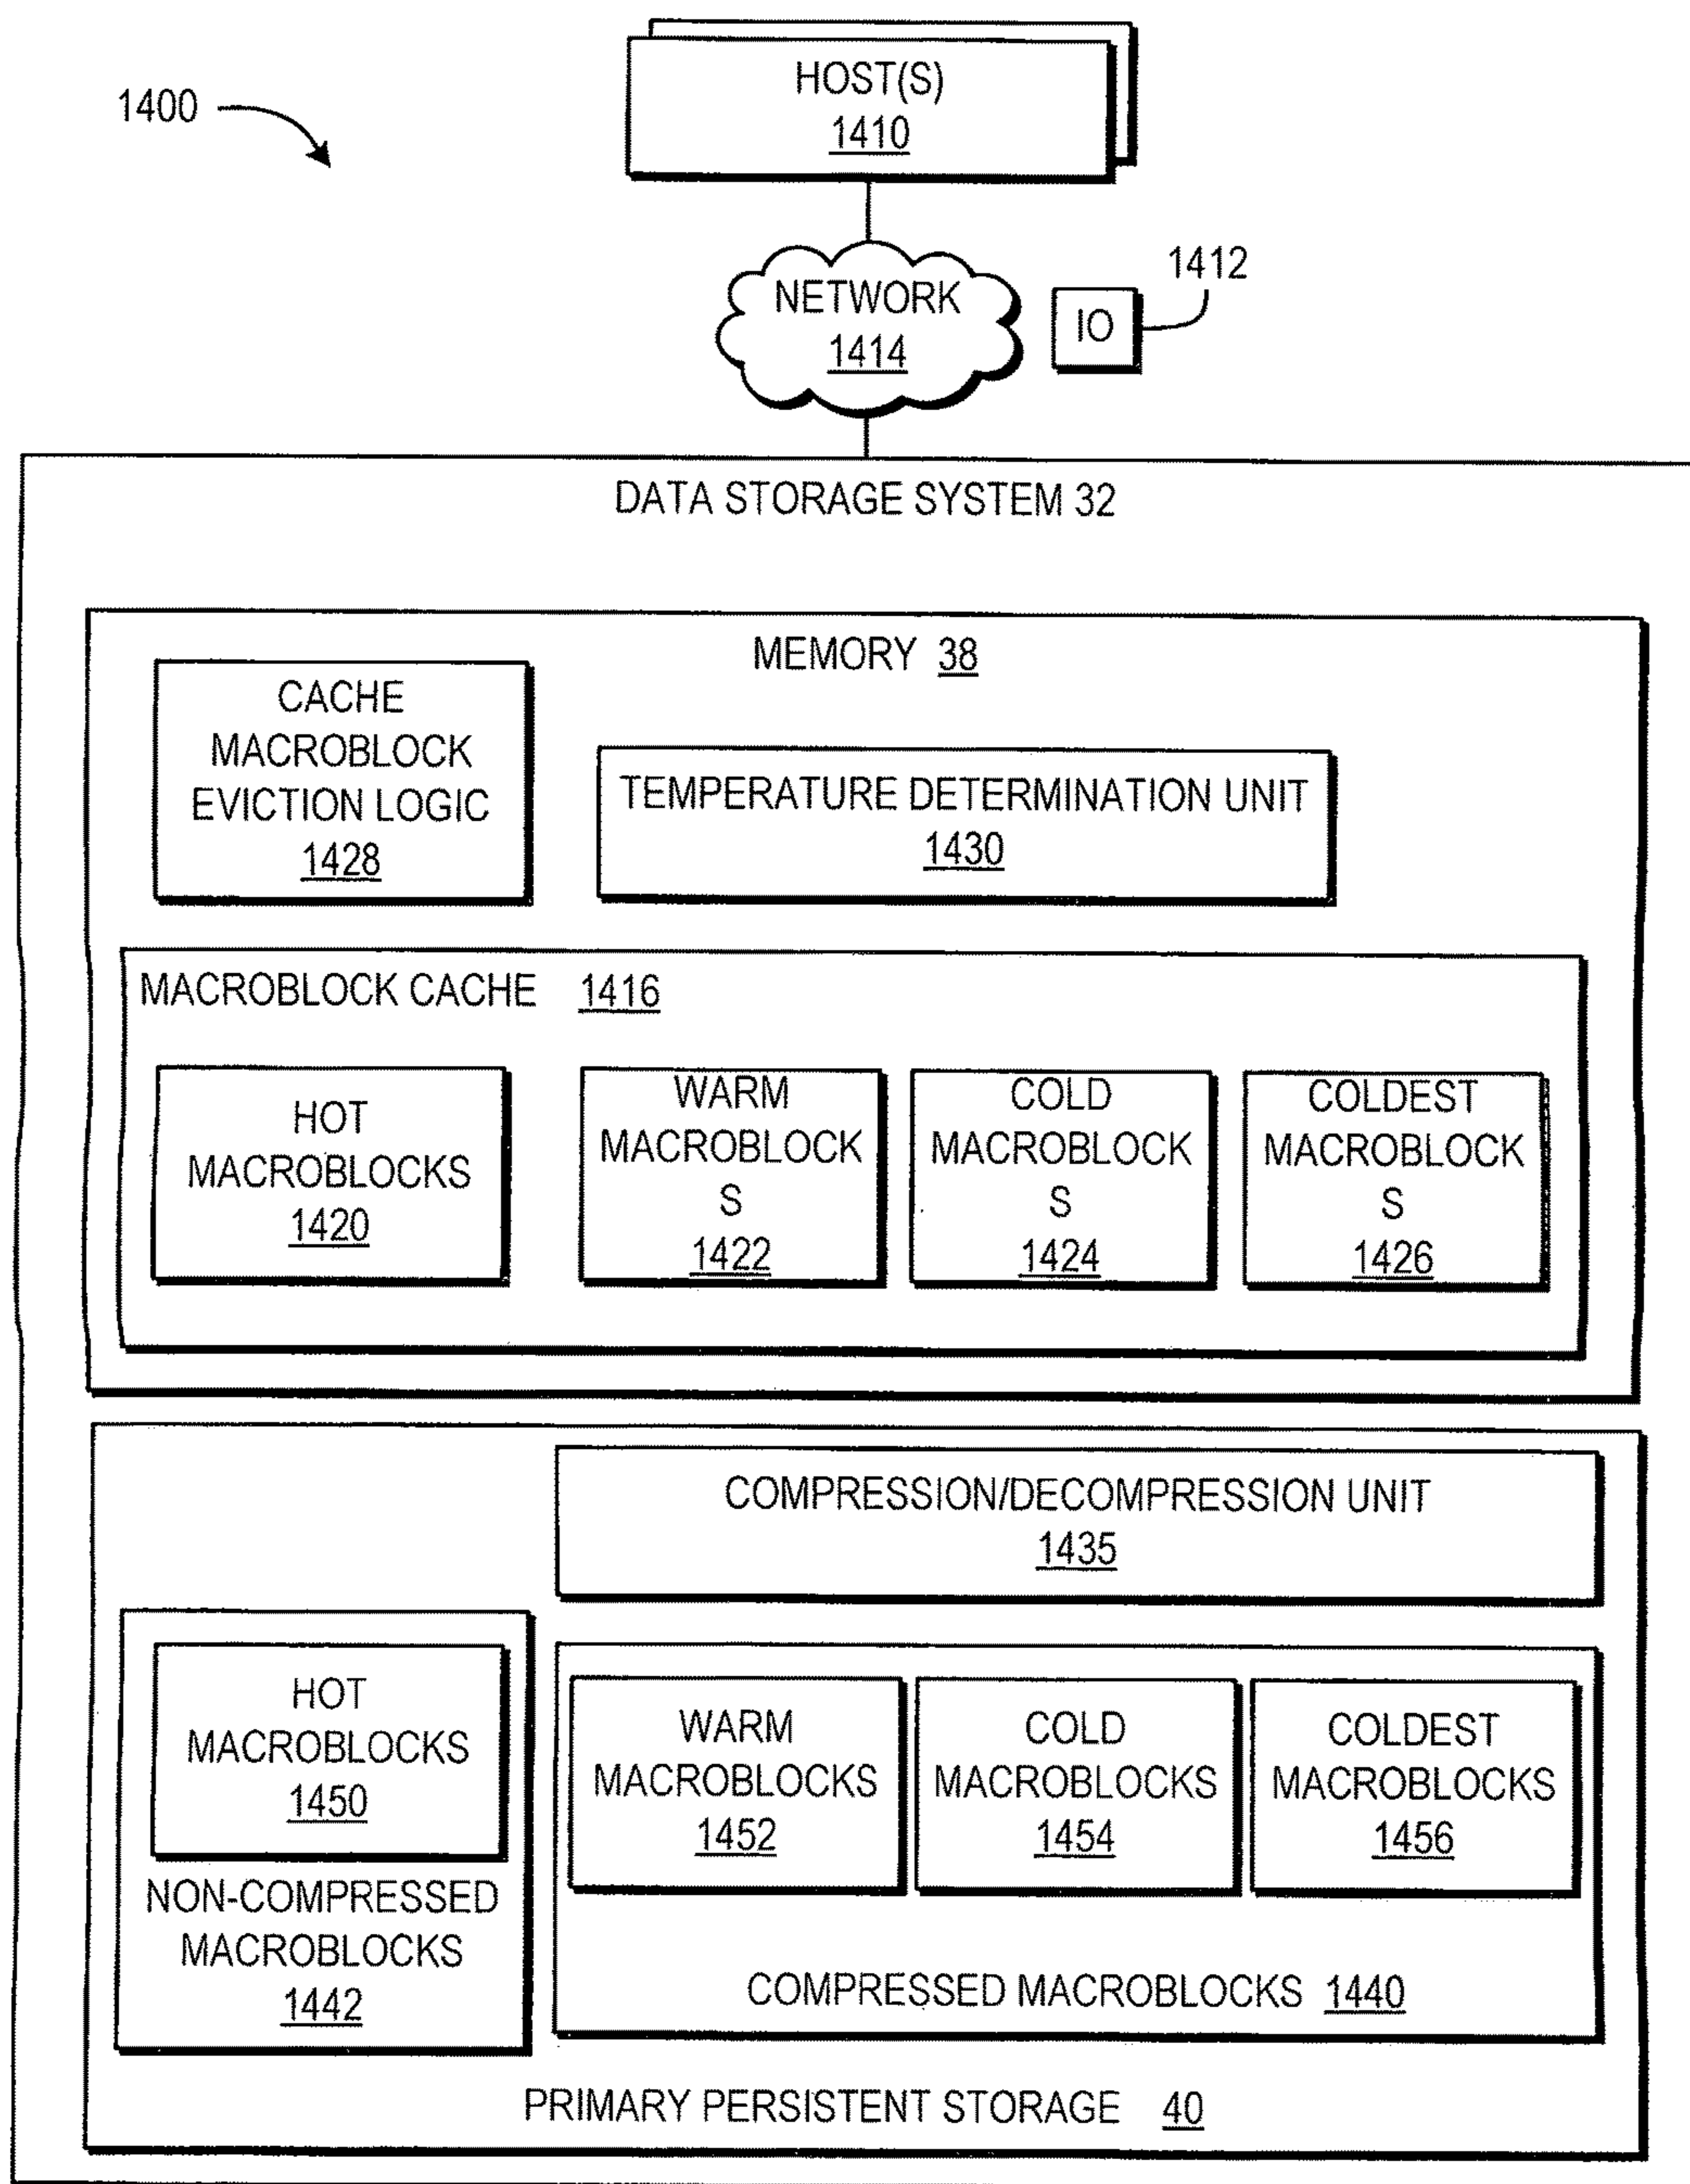 HOST(S)
1410
1400
NETWORK
1414
IO
1412
DATA STORAGE SYSTEM 32
MEMORY 38
CACHE
MACROBLOCK
EVICTION LOGIC
1428
TEMPERATURE DETERMINATION UNIT
1430
MACROBLOCK CACHE 1416
HOT
MACROBLOCKS
1420
WARM
MACROBLOCK
S
1422
COLD
MACROBLOCK
S
1424
COLDEST
MACROBLOCK
S
1426
COMPRESSION/DECOMPRESSION UNIT
1435
HOT
MACROBLOCKS
1450
NON-COMPRESSED
MACROBLOCKS
1442
WARM
MACROBLOCKS
1452
COLD
MACROBLOCKS
1454
COLDEST
MACROBLOCKS
1456
COMPRESSED MACROBLOCKS 1440
PRIMARY PERSISTENT STORAGE 40